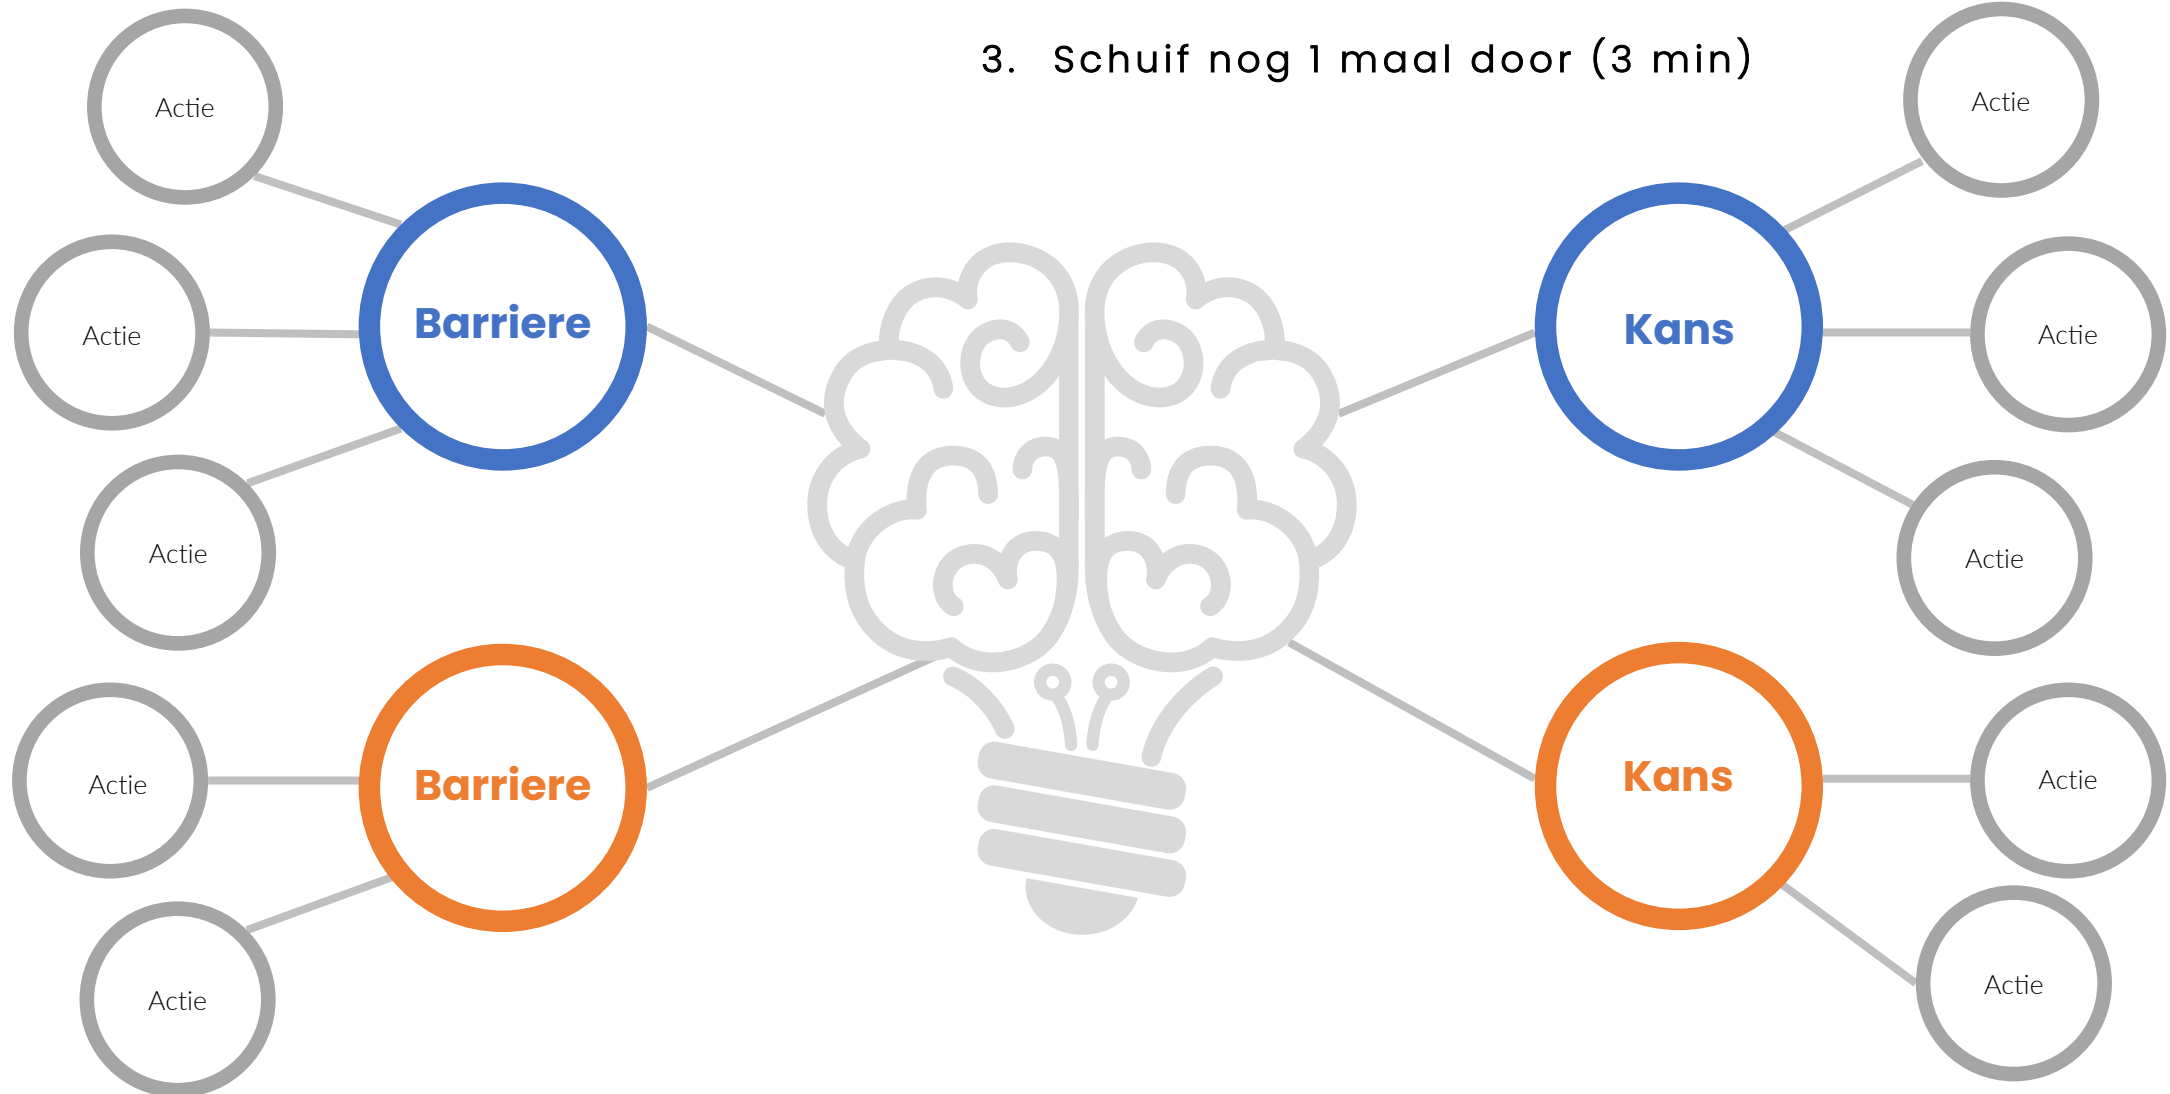 3. Schuif nog 1 maal door (3 min)
Actie
Actie
Actie
Barriere
Kans
Actie
Actie
Actie
Actie
Barriere
Kans
Actie
Actie
Actie